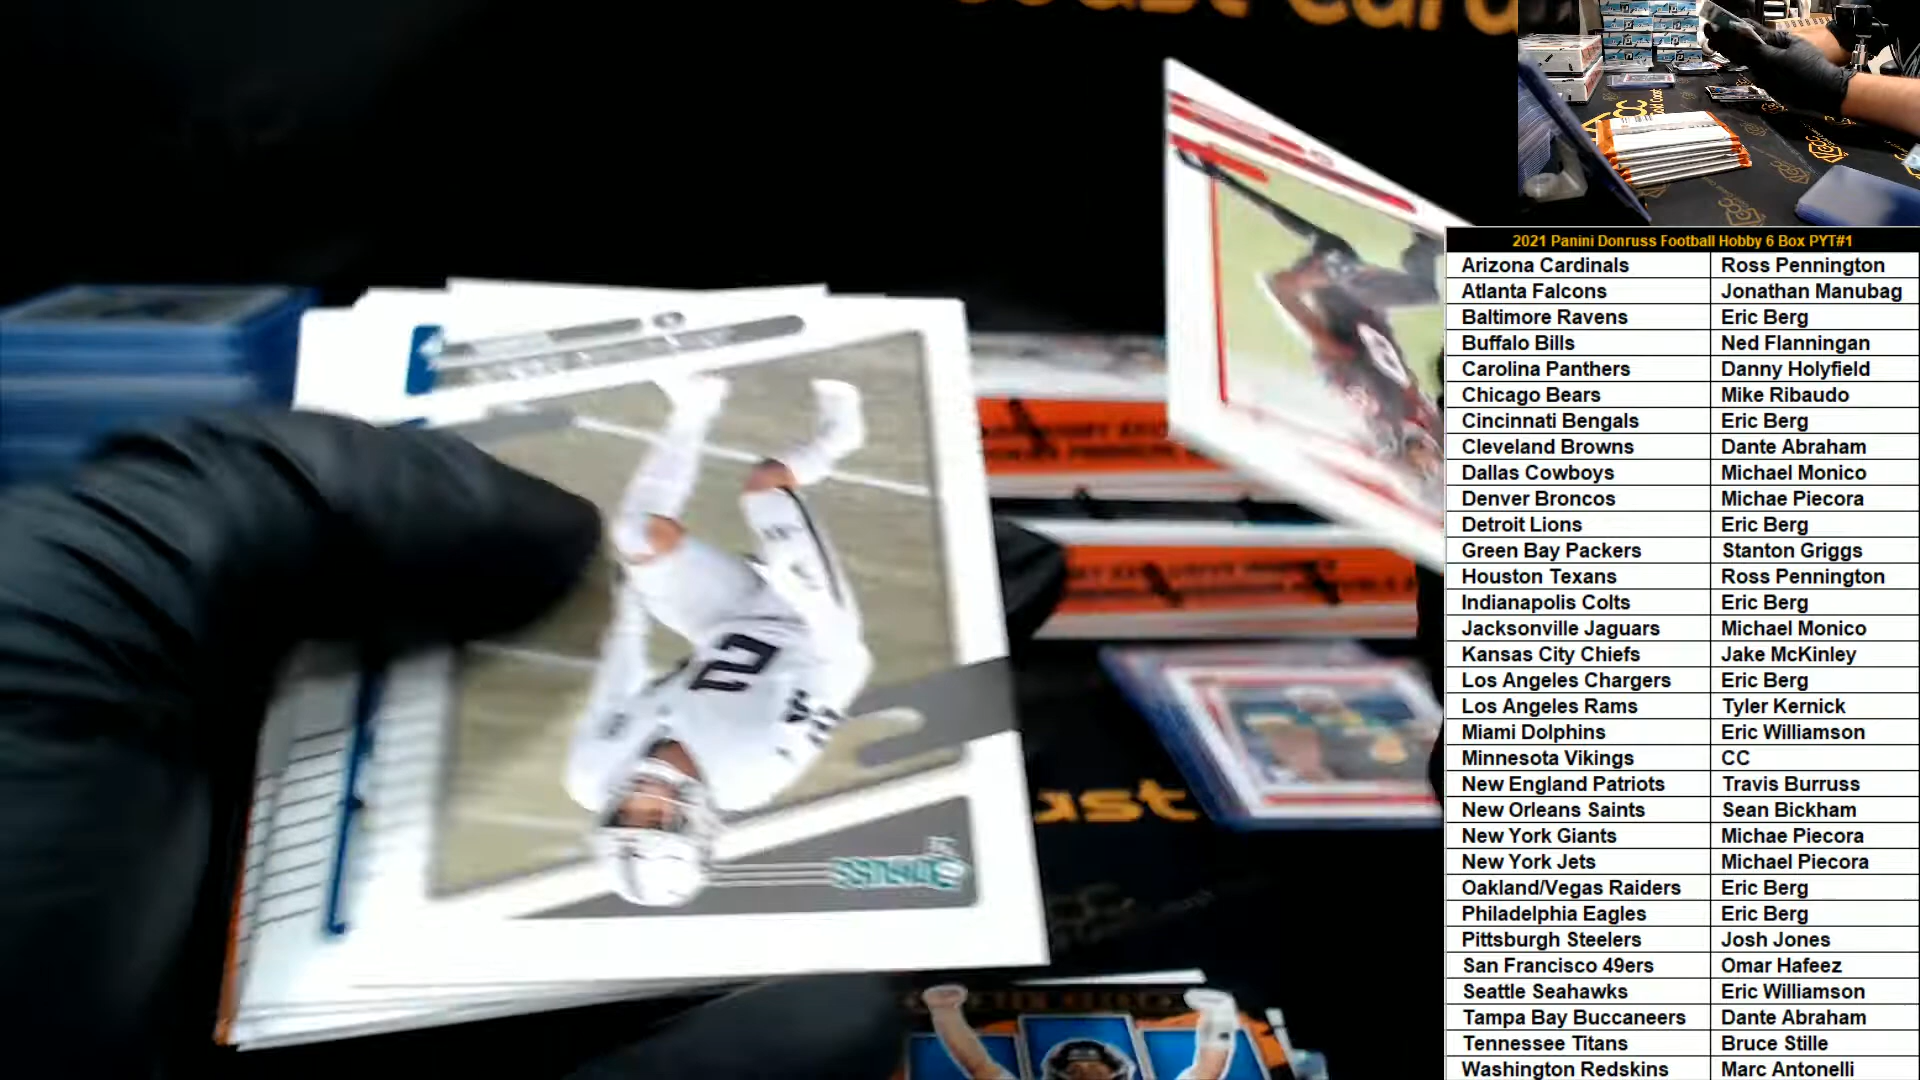 2021 Panini Donruss Football Hobby 6 Box PYT#1
Arizona Cardinals Ross Pennington
Atlanta Falcons Jonathan Manubag
Baltimore Ravens Eric Berg
Buffalo Bills Ned Flanningan
Carolina Panthers Danny Holyfield
Chicago Bears Mike Ribaudo
Cincinnati Bengals Eric Berg
Cleveland Browns Dante Abraham
Dallas Cowboys Michael Monico
Denver Broncos Michae Piecora
Detroit Lions Eric Berg
Green Bay Packers Stanton Griggs
Houston Texans Ross Pennington
Indianapolis Colts Eric Berg
Jacksonville Jaguars Michael Monico
Kansas City Chiefs Jake McKinley
Los Angeles Chargers Eric Berg
Los Angeles Rams Tyler Kernick
Miami Dolphins Eric Williamson
Minnesota Vikings CC
New England Patriots Travis Burruss
New Orleans Saints Sean Bickham
New York Giants Michae Piecora
New York Jets Michael Piecora
Oakland/Vegas Raiders Eric Berg
Philadelphia Eagles Eric Berg
Pittsburgh Steelers Josh Jones
San Francisco 49ers Omar Hafeez
Seattle Seahawks Eric Williamson
Tampa Bay Buccaneers Dante Abraham
Tennessee Titans Bruce Stille
Washington Redskins Marc Antonelli
2
DONRUSS